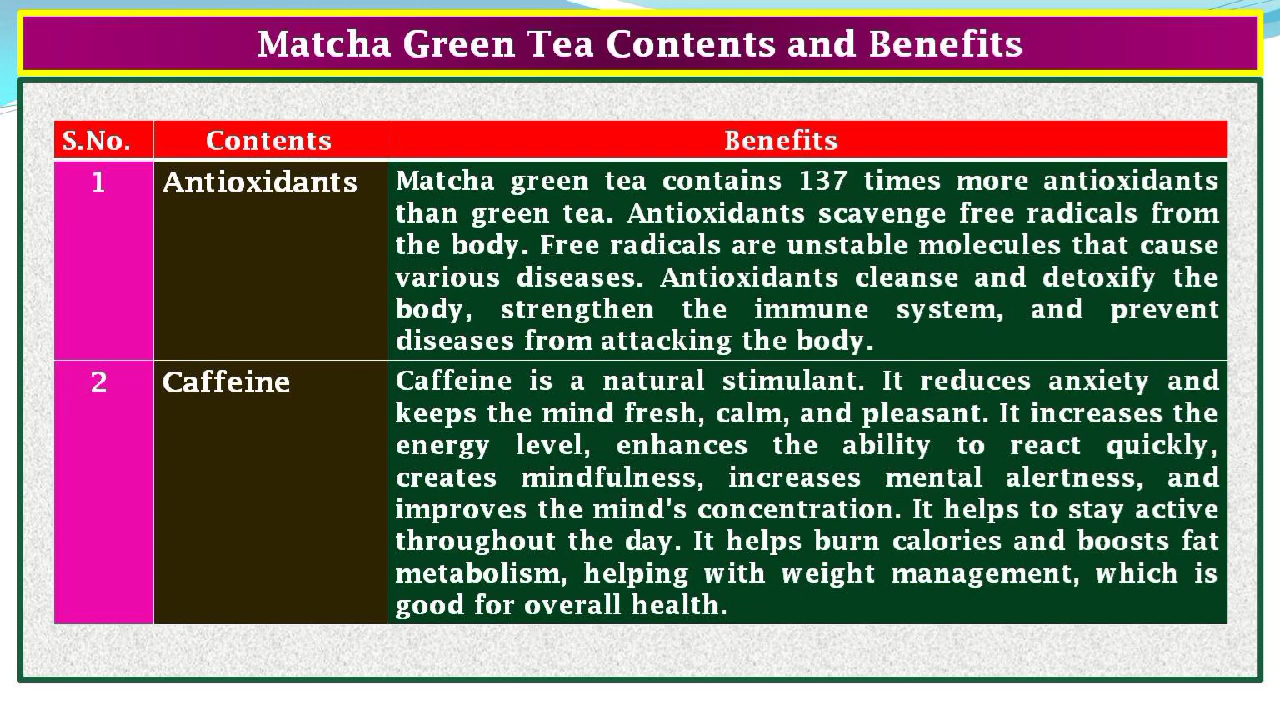 Matcha Green Tea Contents and Benefits
S.No. Contents Benefits
1 Antioxidants Matcha green tea contains 137 times more antioxidants
than green tea. Antioxidants scavenge free radicals from
the body. Free radicals are unstable molecules that cause
various diseases. Antioxidants cleanse and detoxify the
body, strengthen the immune system, and prevent
diseases from attacking the body.
2 Caffeine Caffeine is a natural stimulant. It reduces anxiety and
keeps the mind fresh, calm, and pleasant. It increases the
energy level, enhances the ability to react quickly,
creates mindfulness, increases mental alertness, and
improves the mind's concentration. It helps to stay active
throughout the day. It helps burn calories and boosts fat
metabolism, helping with weight management, which is
good for overall health.